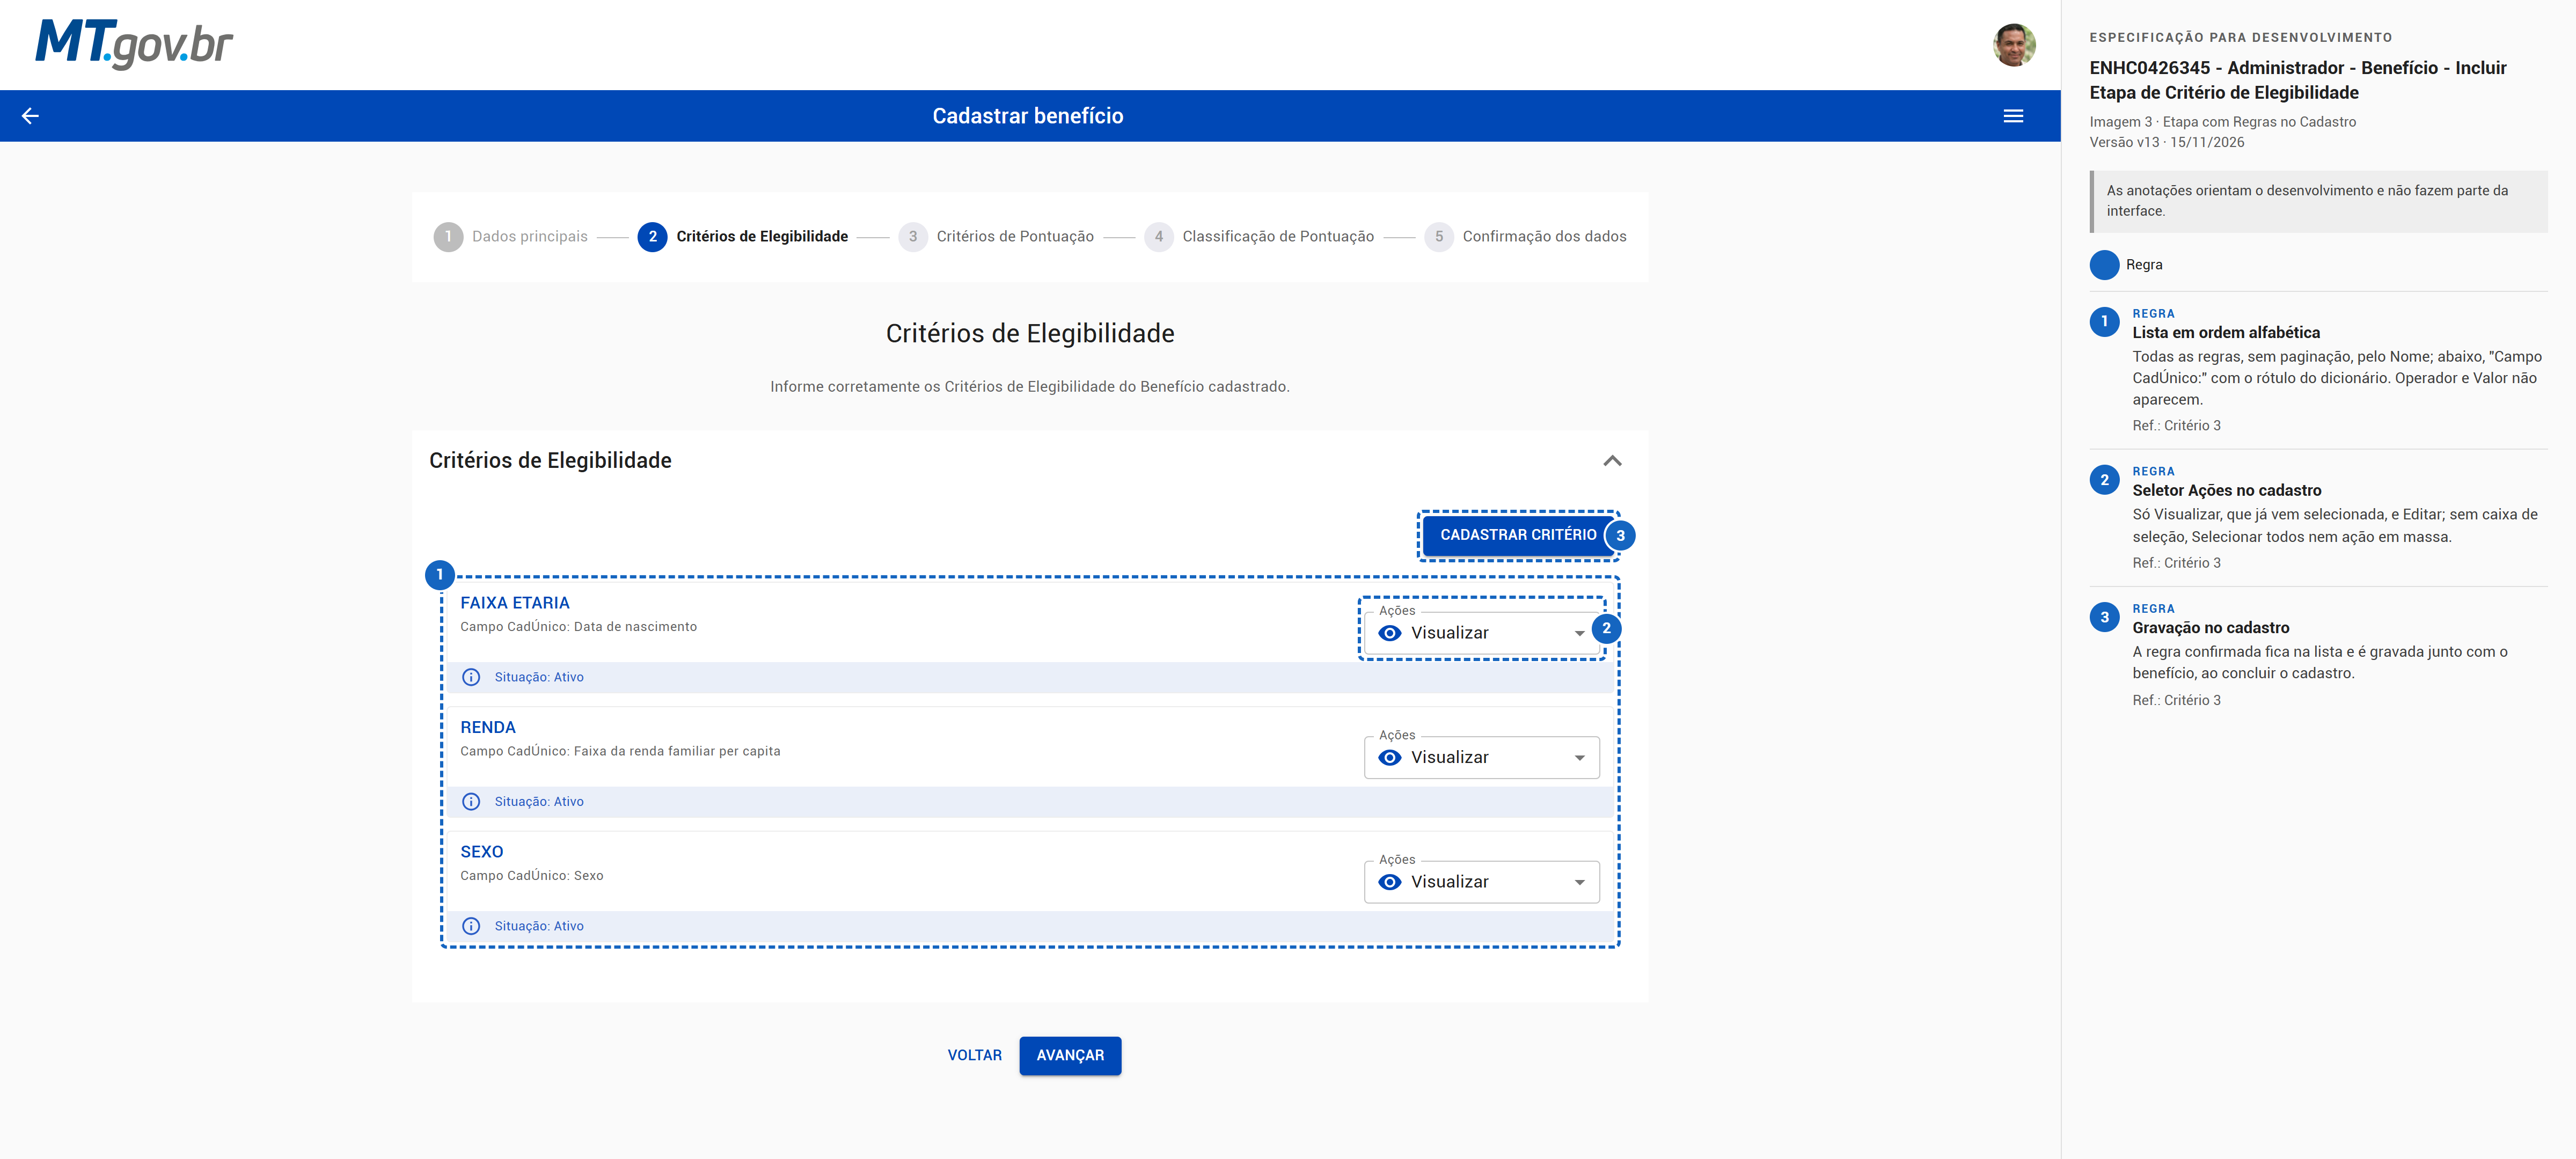 MT.gov.br
Cadastrar benefício
1 Dados principais
2 Critérios de Elegibilidade
3 Critérios de Pontuação
4 Classificação de Pontuação
5 Confirmação dos dados
Critérios de Elegibilidade
Informe corretamente os Critérios de Elegibilidade do Benefício cadastrado.
Critérios de Elegibilidade
CADASTRAR CRITÉRIO
3
1
FAIXA ETARIA
Campo CadÚnico: Data de nascimento
Ações
Visualizar
2
Situação: Ativo
RENDA
Campo CadÚnico: Faixa da renda familiar per capita
Ações
Visualizar
Situação: Ativo
SEXO
Campo CadÚnico: Sexo
Ações
Visualizar
Situação: Ativo
VOLTAR
AVANÇAR
ESPECIFICAÇÃO PARA DESENVOLVIMENTO
ENHC0426345 - Administrador - Benefício - Incluir
Etapa de Critério de Elegibilidade
Imagem 3 · Etapa com Regras no Cadastro
Versão v13 · 15/11/2026
As anotações orientam o desenvolvimento e não fazem parte da
interface.
Regra
1
REGRA
Lista em ordem alfabética
Todas as regras, sem paginação, pelo Nome; abaixo, "Campo
CadÚnico:" com o rótulo do dicionário. Operador e Valor não
aparecem.
Ref.: Critério 3
2
REGRA
Seletor Ações no cadastro
Só Visualizar, que já vem selecionada, e Editar; sem caixa de
seleção, Selecionar todos nem ação em massa.
Ref.: Critério 3
3
REGRA
Gravação no cadastro
A regra confirmada fica na lista e é gravada junto com o
benefício, ao concluir o cadastro.
Ref.: Critério 3